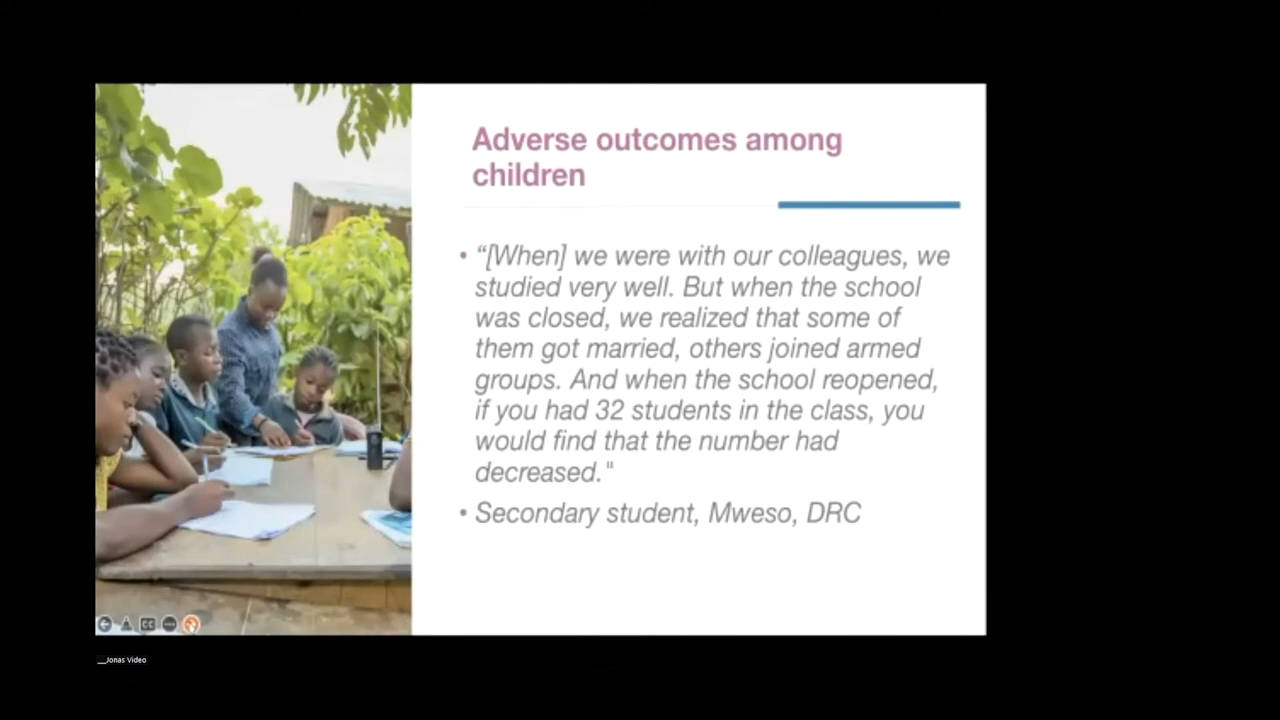 Adverse outcomes among
children
• “[When] we were with our colleagues, we
studied very well. But when the school
was closed, we realized that some of
them got married, others joined armed
groups. And when the school reopened,
if you had 32 students in the class, you
would find that the number had
decreased."
• Secondary student, Mweso, DRC
CC
__Jonas Video